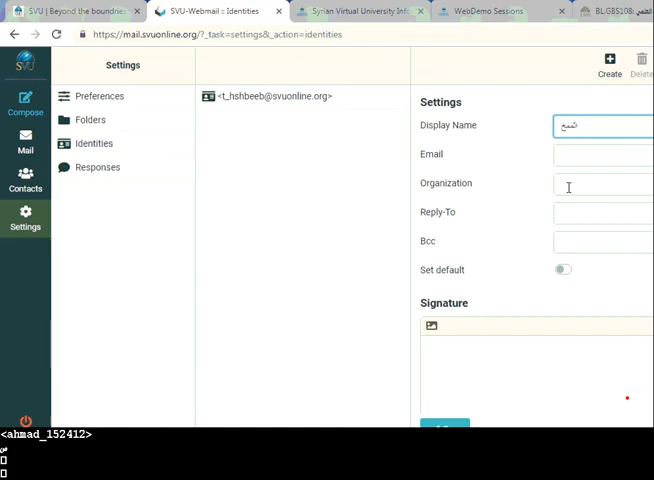 SVU | Beyond the boundrie
SVU-Webmail :: Identities
Syrian Virtual University Inf
WebDemo Sessions
https://mail.svuonline.org/?_task=settings&_action=identities
SVU
Settings
Create
Delete
Compose
Mail
Contacts
Settings
Preferences
Folders
Identities
Responses
<t_hshbeeb@svuonline.org>
Settings
Display Name
Email
Organization
Reply-To
Bcc
Set default
Signature
<ahmad_152412>